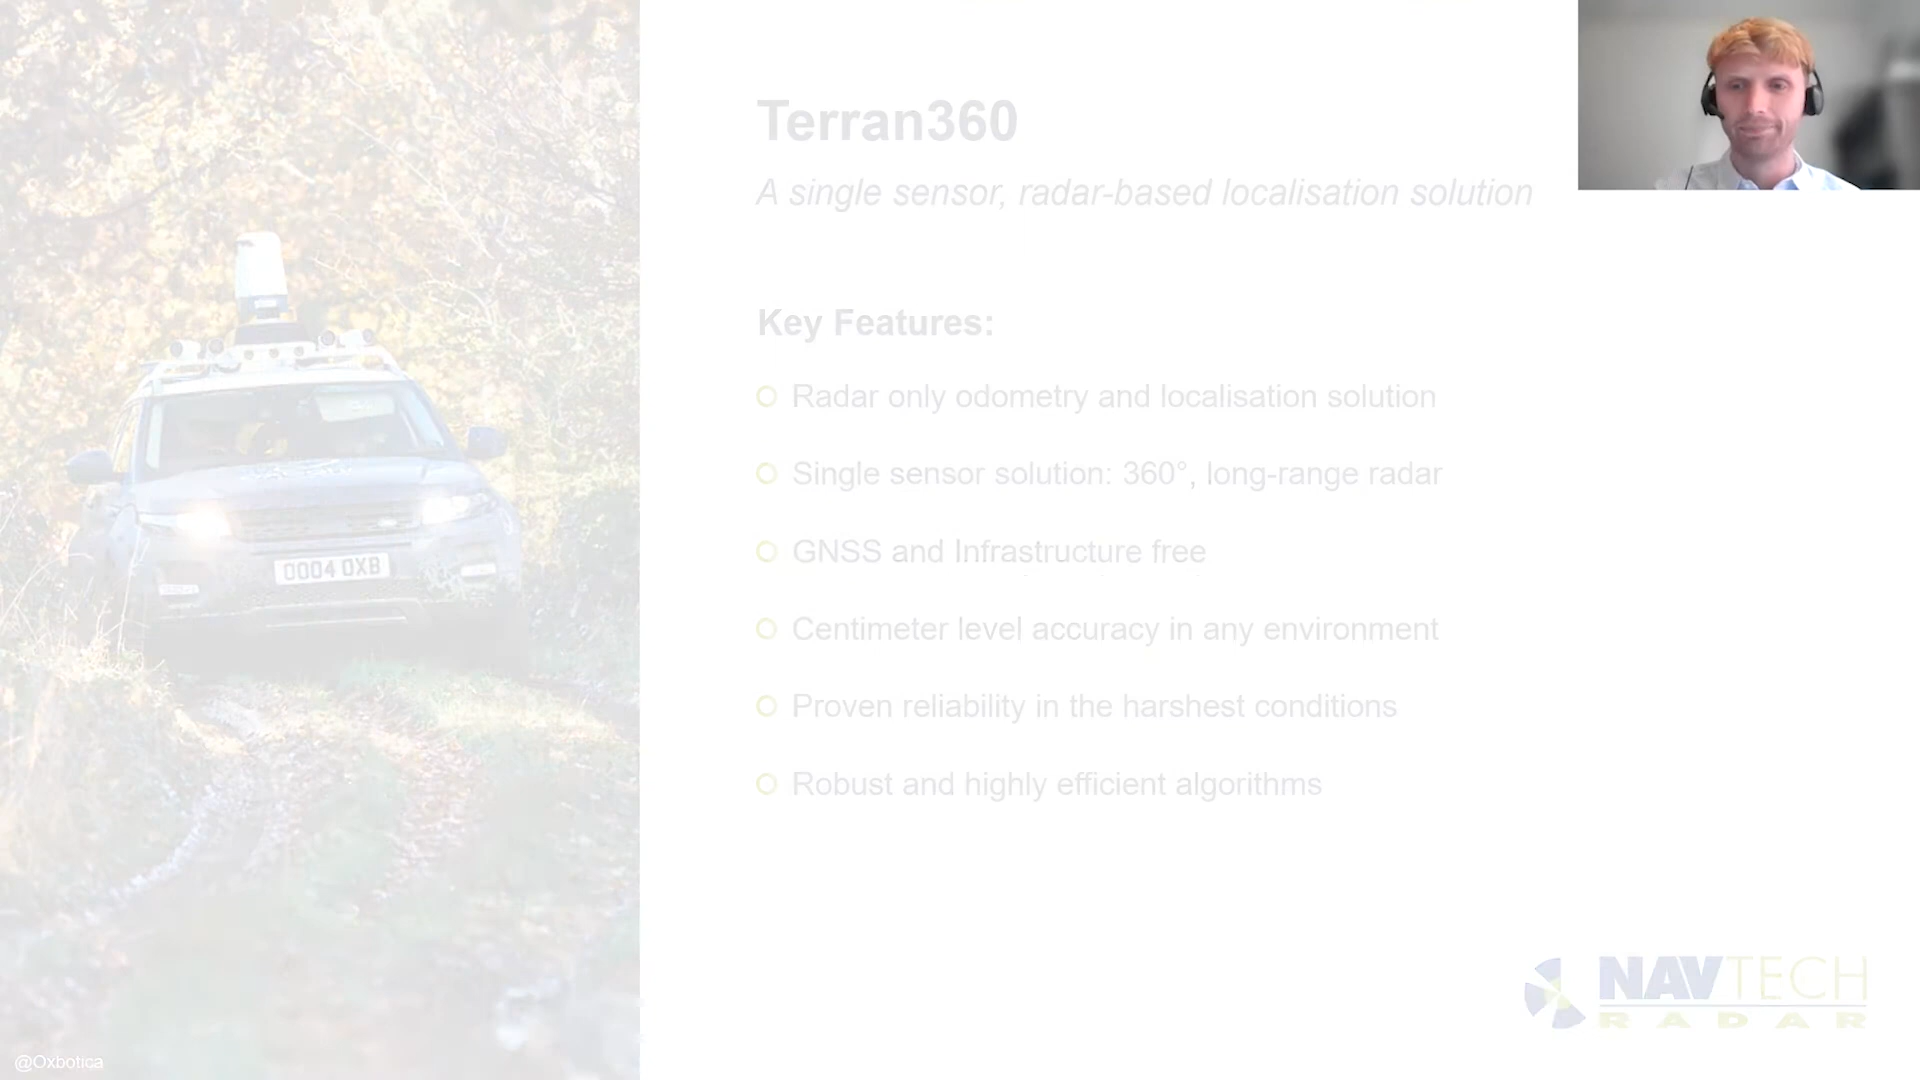 Terran360
A single sensor, radar-based localisation solution
Key Features:
Radar only odometry and localisation solution
Single sensor solution: 360°, long-range radar
GNSS and Infrastructure free
Centimeter level accuracy in any environment
Proven reliability in the harshest conditions
Robust and highly efficient algorithms
OO04 OXB
NAVTECH
RADAR
@Oxbotica